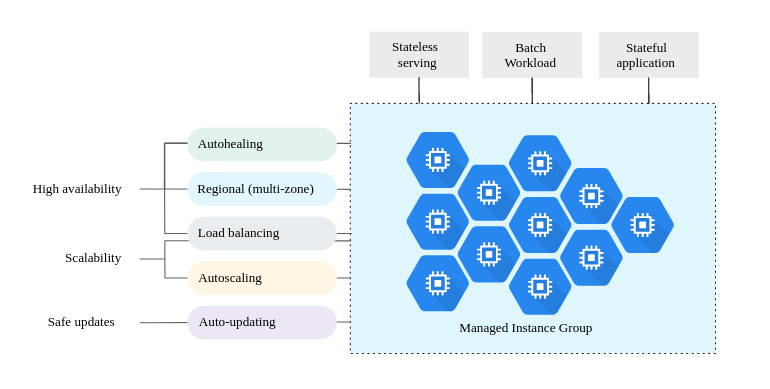 Stateless
serving
Batch
Workload
Stateful
application
High availability
Scalability
Safe updates
Autohealing
Regional (multi-zone)
Load balancing
Autoscaling
Auto-updating
Managed Instance Group